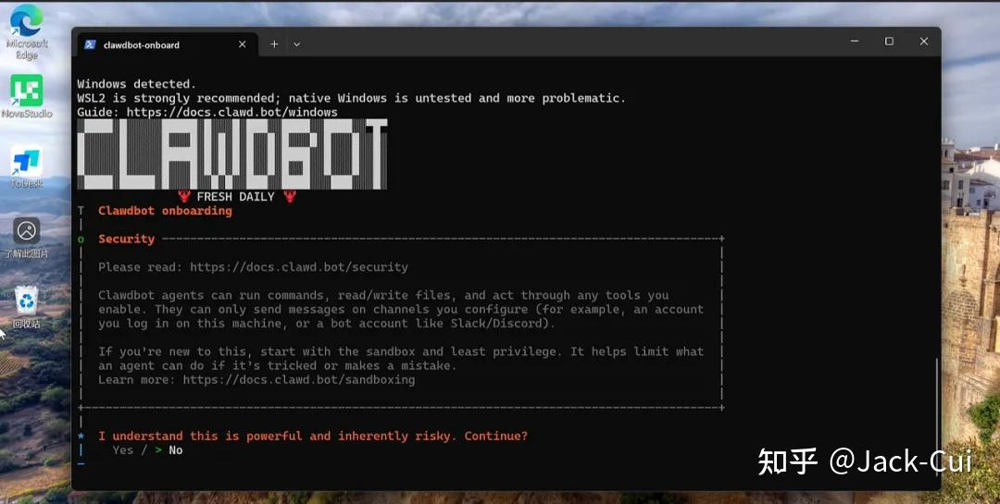 Microsoft
Edge
NovaStudio
ToDesk
了解此图片
回收站
clawdbot-onboard
Windows detected.
WSL2 is strongly recommended; native Windows is untested and more problematic.
Guide: https://docs.clawd.bot/windows
CLAWDBOT
FRESH DAILY
T Clawdbot onboarding
o Security
Please read: https://docs.clawd.bot/security
Clawdbot agents can run commands, read/write files, and act through any tools you
enable. They can only send messages on channels you configure (for example, an account
you log in on this machine, or a bot account like Slack/Discord).
If you're new to this, start with the sandbox and least privilege. It helps limit what
an agent can do if it's tricked or makes a mistake.
Learn more: https://docs.clawd.bot/sandboxing
* I understand this is powerful and inherently risky. Continue?
Yes / > No
知乎 @Jack-Cui